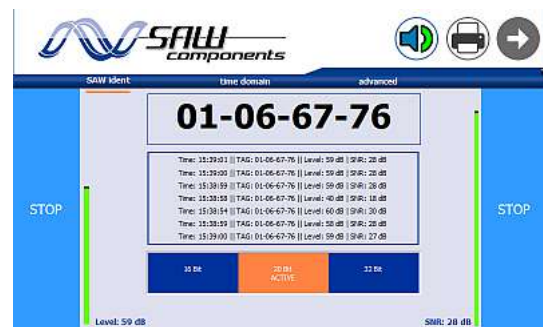 SAW
components
SAW ident time domain advanced
01-06-67-76
Time: 15:39:01 || TAG: 01-06-67-76 || Level: 59 dB | SNR: 28 dB
Time: 15:39:00 || TAG: 01-06-67-76 || Level: 59 dB | SNR: 28 dB
Time: 15:38:59 || TAG: 01-06-67-76 || Level: 59 dB | SNR: 28 dB
Time: 15:38:58 || TAG: 01-06-67-76 || Level: 40 dB | SNR: 18 dB
Time: 15:38:54 || TAG: 01-06-67-76 || Level: 60 dB | SNR: 30 dB
Time: 15:38:59 || TAG: 01-06-67-76 || Level: 58 dB | SNR: 28 dB
Time: 15:39:00 || TAG: 01-06-67-76 || Level: 59 dB | SNR: 27 dB
STOP STOP
16 Bit 20 Bit 32 Bit
ACTIVE
Level: 59 dB SNR: 28 dB